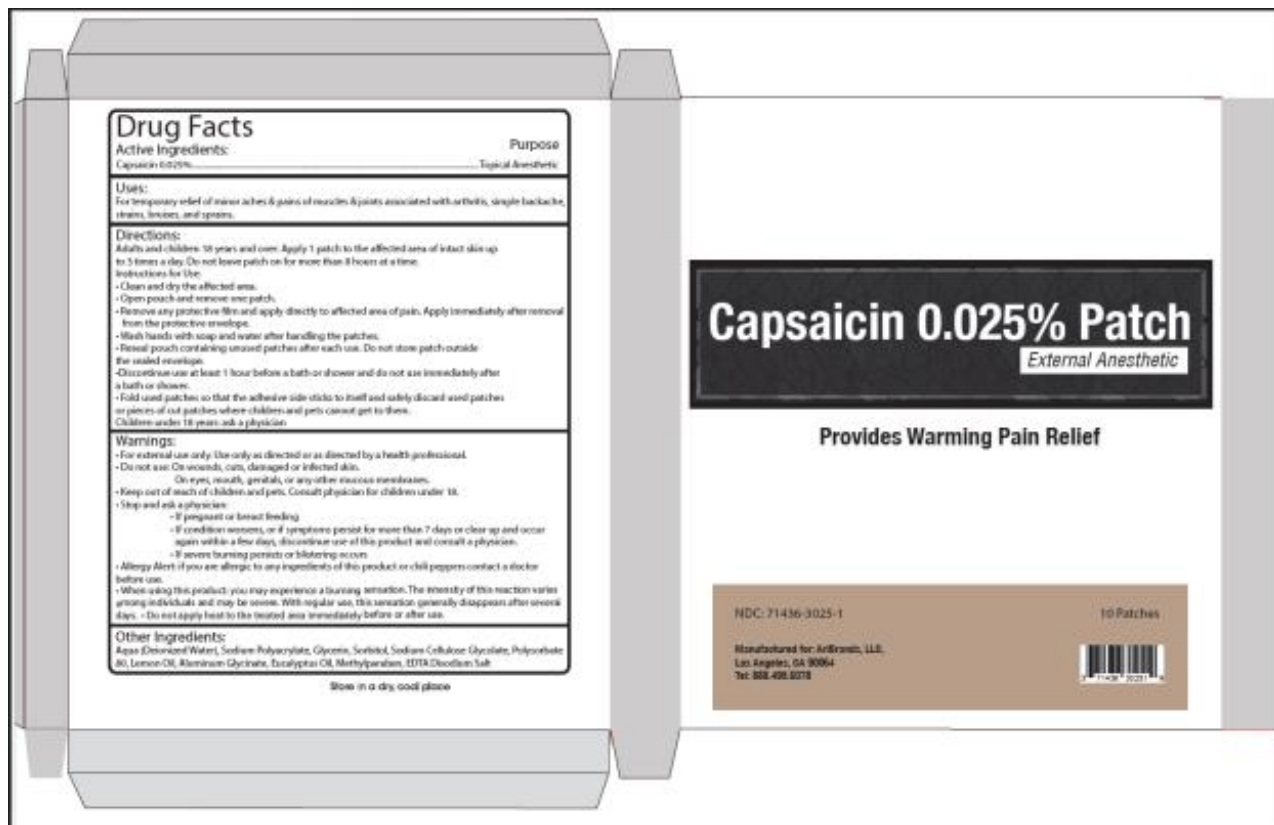 Drug Facts
Active Ingredients:
Purpose
Capsaicin 0.025%...Topical Anesthetic
Uses:
For temporary relief of minor aches & pains of muscles & joints associated with arthritis, simple backache,
strains, bruises, and sprains.
Directions:
Adults and children 18 years and over. Apply 1 patch to the affected area of intact skin up
to 3 times a day. Do not leave patch on for more than 8 hours at a time.
Instructions for Use:
• Clean and dry the affected area.
• Open pouch and remove one patch.
• Remove any protective film and apply directly to affected area of pain. Apply immediately after removal
from the protective envelope.
• Wash hands with soap and water after handling the patches.
• Reseal pouch containing unused patches after each use. Do not store patch outside
the sealed envelope.
•Discontinue use at least 1 hour before a bath or shower and do not use immediately after
a bath or shower.
• Fold used patches so that the adhesive side sticks to itself and safely discard used patches
or pieces of cut patches where children and pets cannot get to them.
Children under 18 years ask a physician
Warnings:
• For external use only. Use only as directed or as directed by a health professional.
• Do not use: On wounds, cuts, damaged or infected skin.
On eyes, mouth, genitals, or any other mucous membranes.
• Keep out of reach of children and pets. Consult physician for children under 18.
• Stop and ask a physician:
• If pregnant or breast feeding
• If condition worsens, or if symptoms persist for more than 7 days or clear up and occur
again within a few days, discontinue use of this product and consult a physician.
• If severe burning persists or blistering occurs
• Allergy Alert: if you are allergic to any ingredients of this product or chili peppers contact a doctor
before use.
• When using this product: you may experience a burning sensation. The intensity of this reaction varies
among individuals and may be severe. With regular use, this sensation generally disappears after several
days. • Do not apply heat to the treated area immediately before or after use.
Other Ingredients:
Aqua (Deionized Water), Sodium Polyacrylate, Glycerin, Sorbitol, Sodium Cellulose Glycolate, Polysorbate
80, Lemon Oil, Aluminum Glycinate, Eucalyptus Oil, Methylparaben, EDTA Disodium Salt
Store in a dry, cool place
Capsaicin 0.025% Patch
External Anesthetic
Provides Warming Pain Relief
NDC: 71436-3025-1
10 Patches
Manufactured for: AriBrands, LLC.
Los Angeles, CA 90064
Tel: